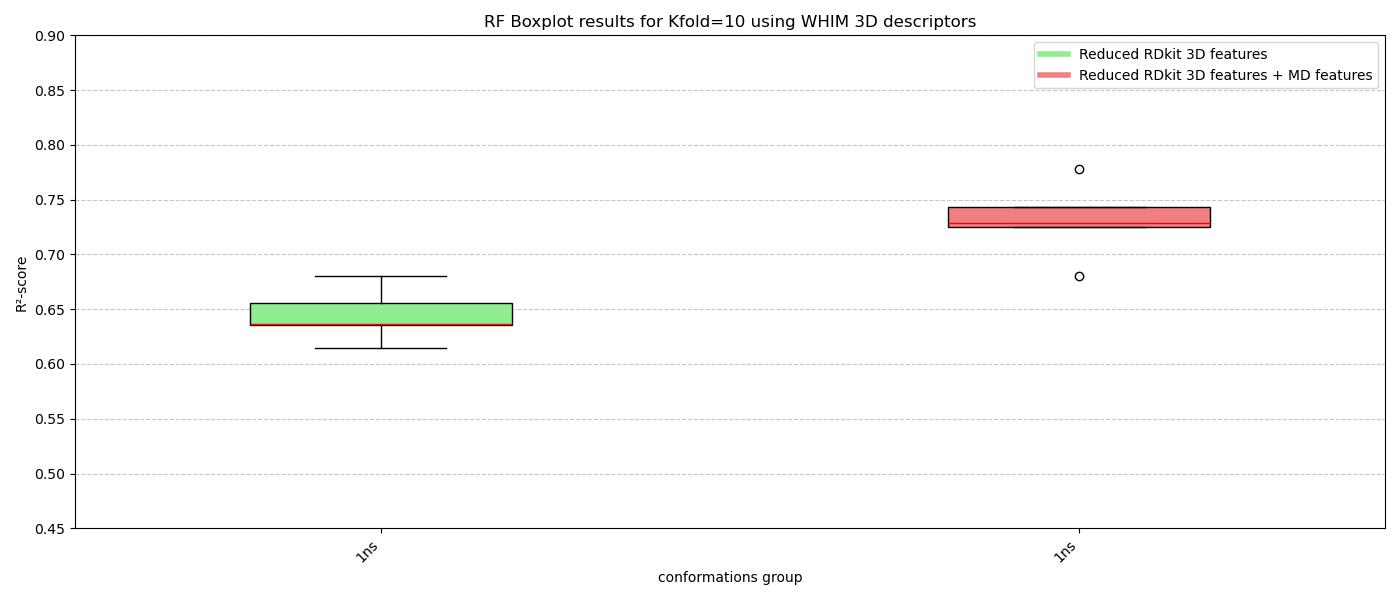 RF Boxplot results for Kfold=10 using WHIM 3D descriptors
Reduced RDkit 3D features
Reduced RDkit 3D features + MD features
0.90
0.85
0.80
0.75
0.70
0.65
0.60
0.55
0.50
0.45
R²-score
1ns
1ns
conformations group